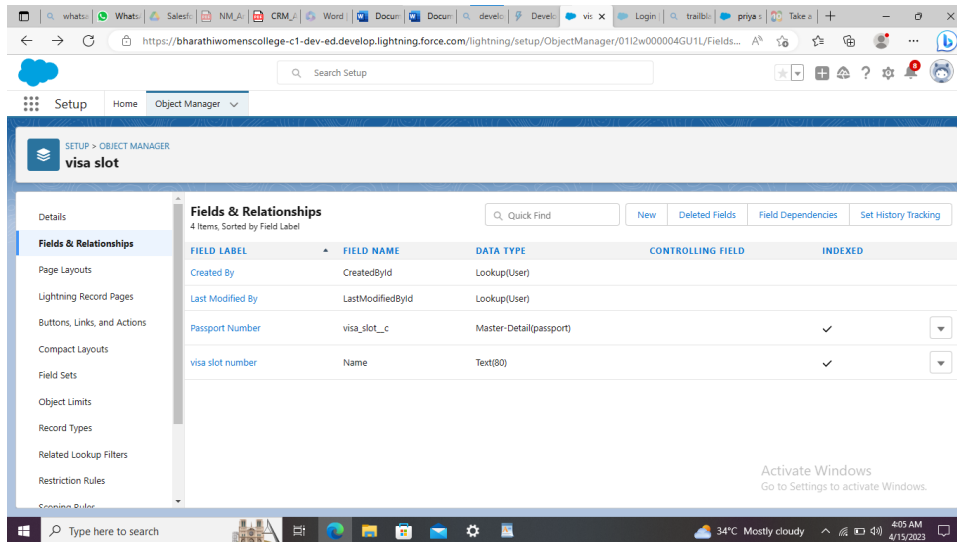 whatsa
Whats
Salesfo
NM_A
CRM_A
Word
Docum
Docum
develo
Develo
vis
Login
trailbla
priya s
Take a
https://bharathiwomenscollege-c1-dev-ed.develop.lightning.force.com/lightning/setup/ObjectManager/01I2w000004GU1L/Fields...
Search Setup
8
Setup
Home
Object Manager
SETUP > OBJECT MANAGER
visa slot
Details
Fields & Relationships
Page Layouts
Lightning Record Pages
Buttons, Links, and Actions
Compact Layouts
Field Sets
Object Limits
Record Types
Related Lookup Filters
Restriction Rules
Scoping Rules
Fields & Relationships
4 Items, Sorted by Field Label
Quick Find
New
Deleted Fields
Field Dependencies
Set History Tracking
FIELD LABEL FIELD NAME DATA TYPE CONTROLLING FIELD INDEXED
Created By CreatedById Lookup(User)
Last Modified By LastModifiedById Lookup(User)
Passport Number visa_slot__c Master-Detail(passport)
visa slot number Name Text(80)
Activate Windows
Go to Settings to activate Windows.
Type here to search
34°C Mostly cloudy
4:05 AM
4/15/2023